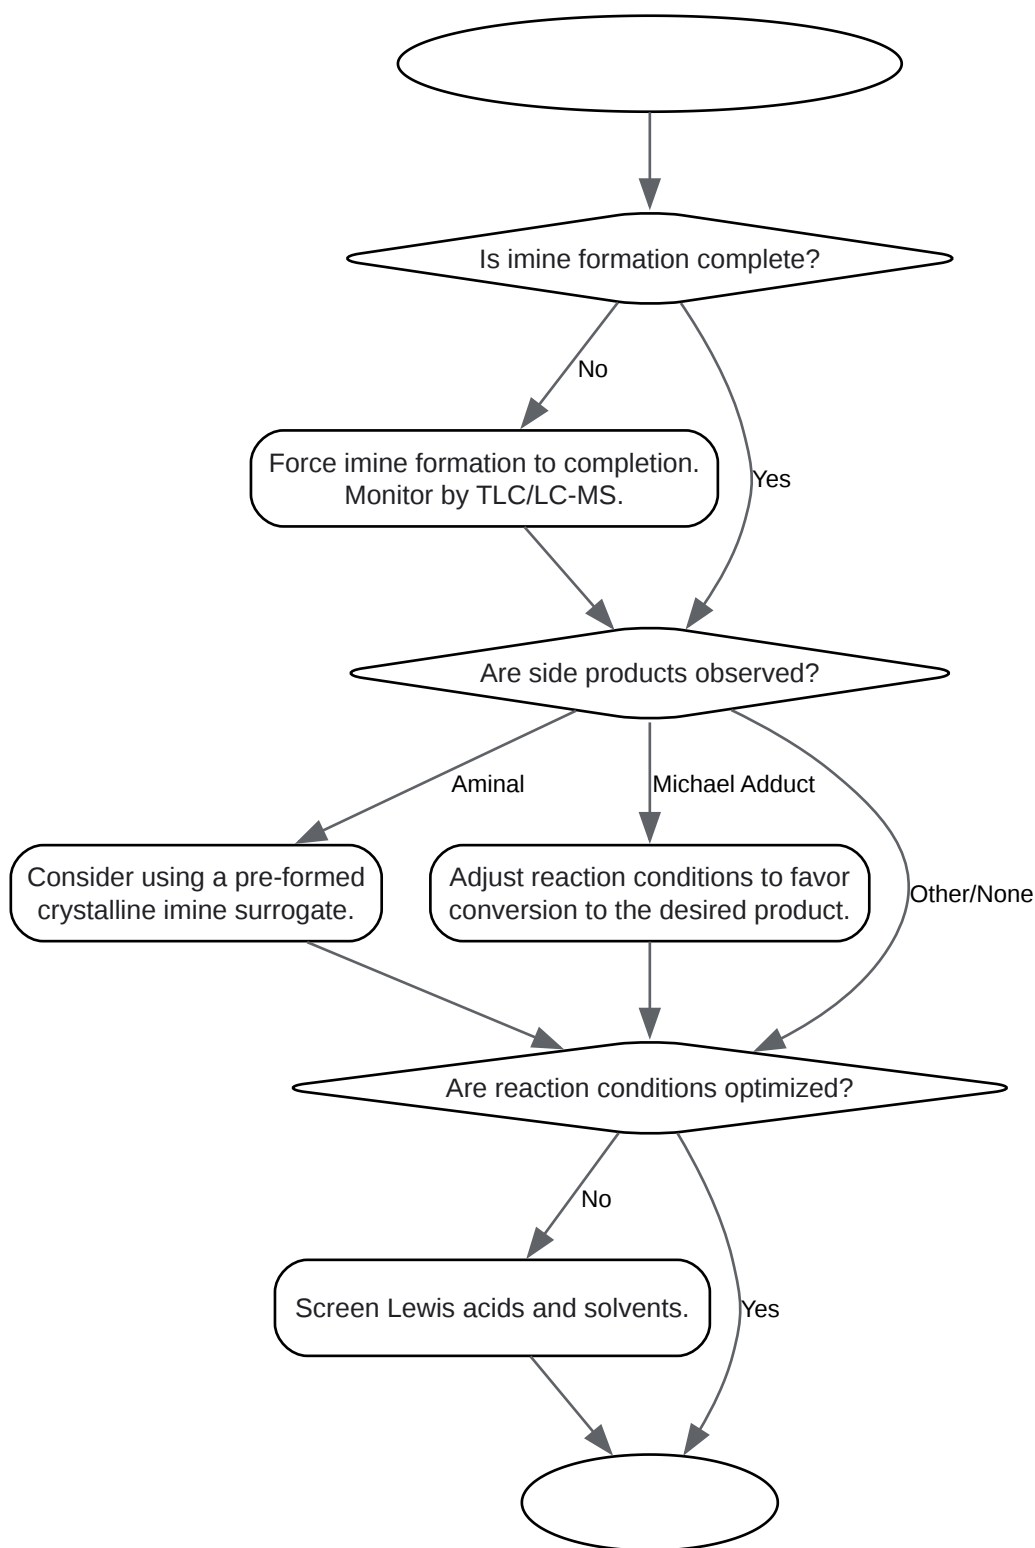 Is imine formation complete?
No
Force imine formation to completion.
Monitor by TLC/LC-MS.
Yes
Are side products observed?
Aminal
Michael Adduct
Consider using a pre-formed
crystalline imine surrogate.
Adjust reaction conditions to favor
conversion to the desired product.
Other/None
Are reaction conditions optimized?
No
Screen Lewis acids and solvents.
Yes